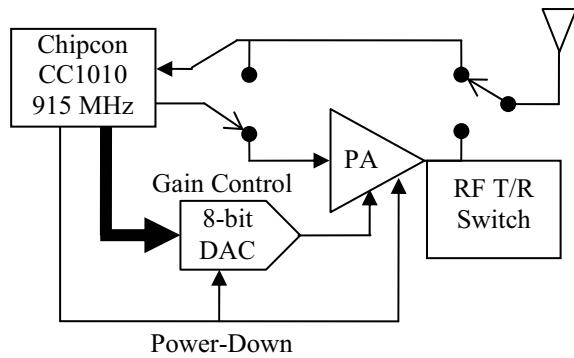 Chipcon
CC1010
915 MHz
PA
Gain Control
8-bit
DAC
RF T/R
Switch
Power-Down